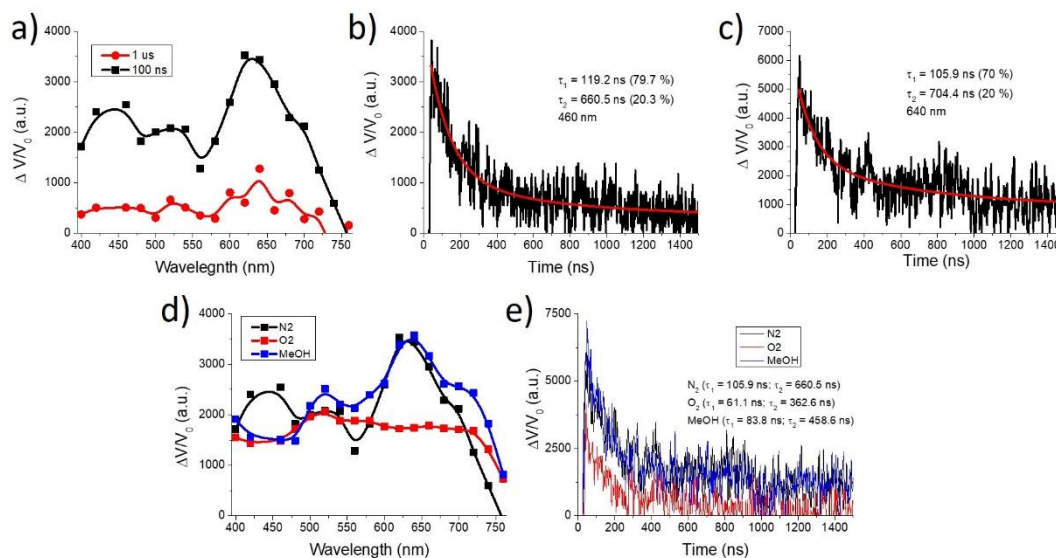 a)
1 us
100 ns
4000
3000
2000
1000
0
Δ V/V0 (a.u.)
400 450 500 550 600 650 700 750
Wavelegnth (nm)
b)
4000
3000
2000
1000
0
Δ V/V0 (a.u.)
τ1 = 119.2 ns (79.7 %)
τ2 = 660.5 ns (20.3 %)
460 nm
0 200 400 600 800 1000 1200 1400
Time (ns)
c)
7000
6000
5000
4000
3000
2000
1000
0
Δ V/V0 (a.u.)
τ1 = 105.9 ns (70 %)
τ2 = 704.4 ns (20 %)
640 nm
0 200 400 600 800 1000 1200 1400
Time (ns)
d)
N2
O2
MeOH
4000
3000
2000
1000
0
ΔV/V0 (a.u.)
400 450 500 550 600 650 700 750
Wavelength (nm)
e)
N2
O2
MeOH
7500
5000
2500
0
ΔV/V0 (a.u.)
N2 (τ1 = 105.9 ns; τ2 = 660.5 ns)
O2 (τ1 = 61.1 ns; τ2 = 362.6 ns)
MeOH (τ1 = 83.8 ns; τ2 = 458.6 ns)
0 200 400 600 800 1000 1200 1400
Time (ns)